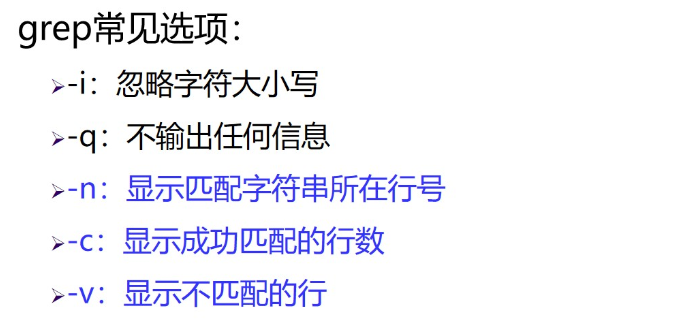 grep常见选项：
➢-i：忽略字符大小写
➢-q：不输出任何信息
➢-n：显示匹配字符串所在行号
➢-c：显示成功匹配的行数
➢-v：显示不匹配的行